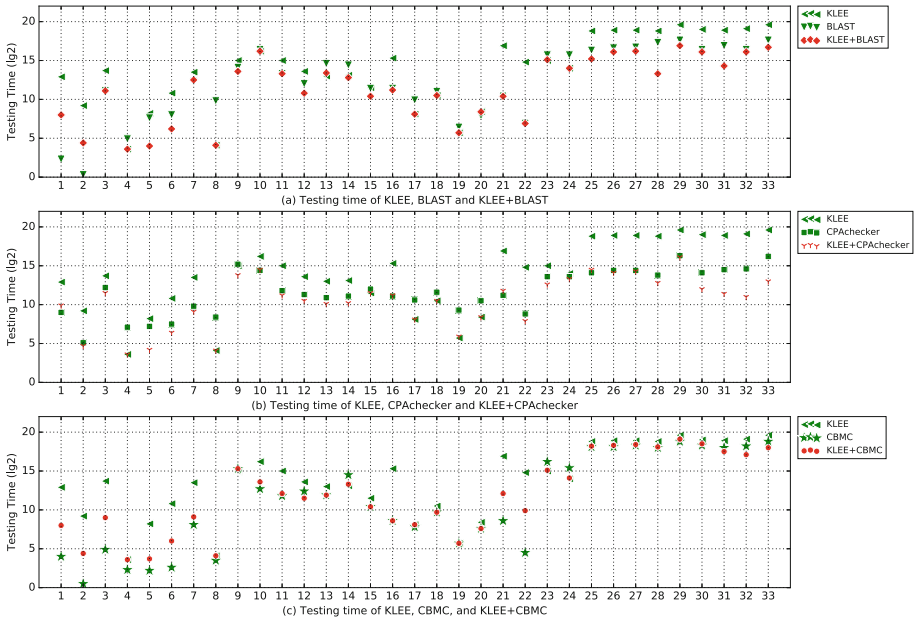 20
15
10
5
0
Testing Time (lg2)
1 2 3 4 5 6 7 8 9 10 11 12 13 14 15 16 17 18 19 20 21 22 23 24 25 26 27 28 29 30 31 32 33
(a) Testing time of KLEE, BLAST and KLEE+BLAST
KLEE
BLAST
KLEE+BLAST
20
15
10
5
0
Testing Time (lg2)
1 2 3 4 5 6 7 8 9 10 11 12 13 14 15 16 17 18 19 20 21 22 23 24 25 26 27 28 29 30 31 32 33
(b) Testing time of KLEE, CPAchecker and KLEE+CPAchecker
KLEE
CPAchecker
KLEE+CPAchecker
20
15
10
5
0
Testing Time (lg2)
1 2 3 4 5 6 7 8 9 10 11 12 13 14 15 16 17 18 19 20 21 22 23 24 25 26 27 28 29 30 31 32 33
(c) Testing time of KLEE, CBMC, and KLEE+CBMC
KLEE
CBMC
KLEE+CBMC